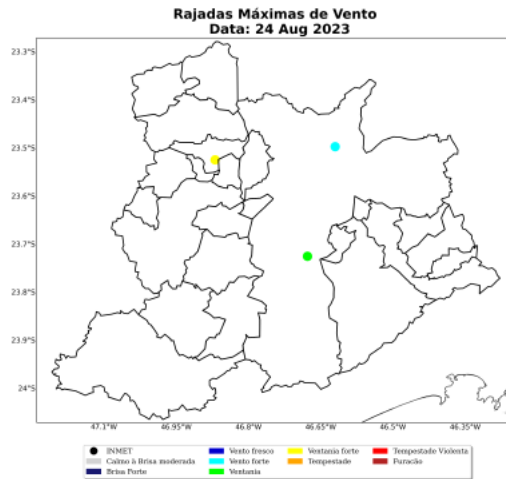 Rajadas Máximas de Vento
Data: 24 Aug 2023
23.3°S
23.4°S
23.5°S
23.6°S
23.7°S
23.8°S
23.9°S
24°S
47.1°W 46.95°W 46.8°W 46.65°W 46.5°W 46.35°W
INMET Vento fresco Ventania forte Tempestade Violenta
Calmo à Brisa moderada Vento forte Tempestade Furacão
Brisa Forte Ventania